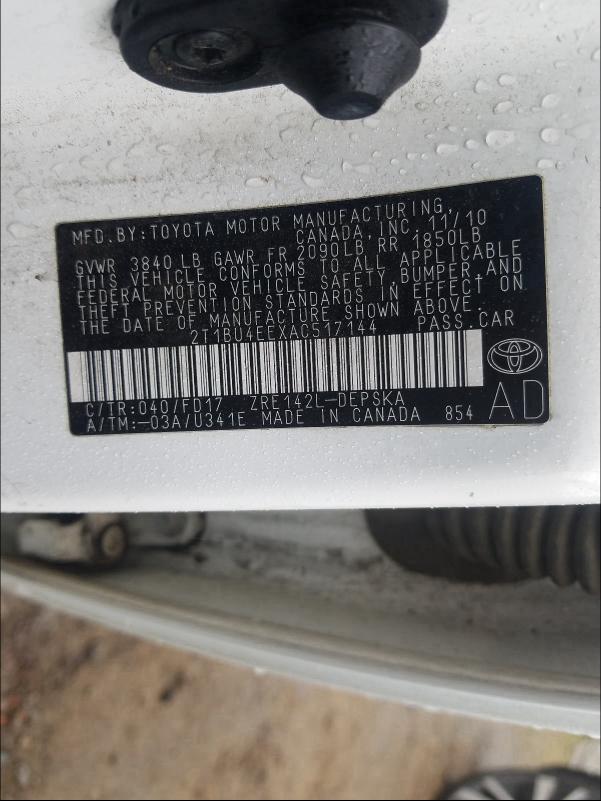 MFD.BY:TOYOTA MOTOR MANUFACTURING,
CANADA, INC. 11/10
GVWR 3840 LB GAWR FR 2090LB, RR 1850LB
THIS VEHICLE CONFORMS TO ALL APPLICABLE
FEDERAL MOTOR VEHICLE SAFETY, BUMPER, AND
THEFT PREVENTION STANDARDS IN EFFECT ON
THE DATE OF MANUFACTURE SHOWN ABOVE.
2T1BU4EEXAC517144 PASS.CAR
C/TR:040/FD17 ZRE142L-DEPSKA
A/TM:-03A/U341E MADE IN CANADA 854
AD